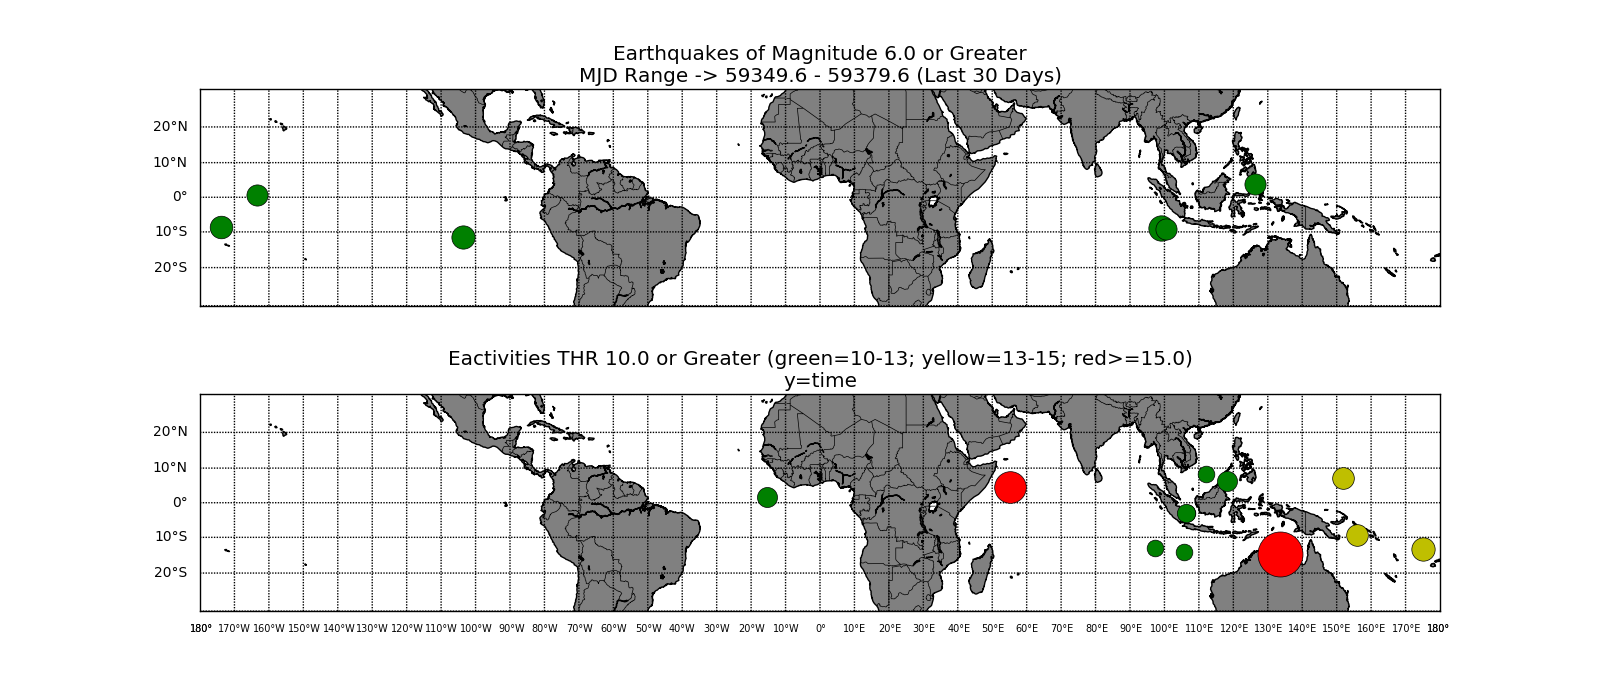 Earthquakes of Magnitude 6.0 or Greater
MJD Range -> 59349.6 - 59379.6 (Last 30 Days)
20°N
10°N
0°
10°S
20°S
Eactivities THR 10.0 or Greater (green=10-13; yellow=13-15; red>=15.0)
y=time
20°N
10°N
0°
10°S
20°S
180° 170°W 160°W 150°W 140°W 130°W 120°W 110°W 100°W 90°W 80°W 70°W 60°W 50°W 40°W 30°W 20°W 10°W 0° 10°E 20°E 30°E 40°E 50°E 60°E 70°E 80°E 90°E 100°E 110°E 120°E 130°E 140°E 150°E 160°E 170°E 180°